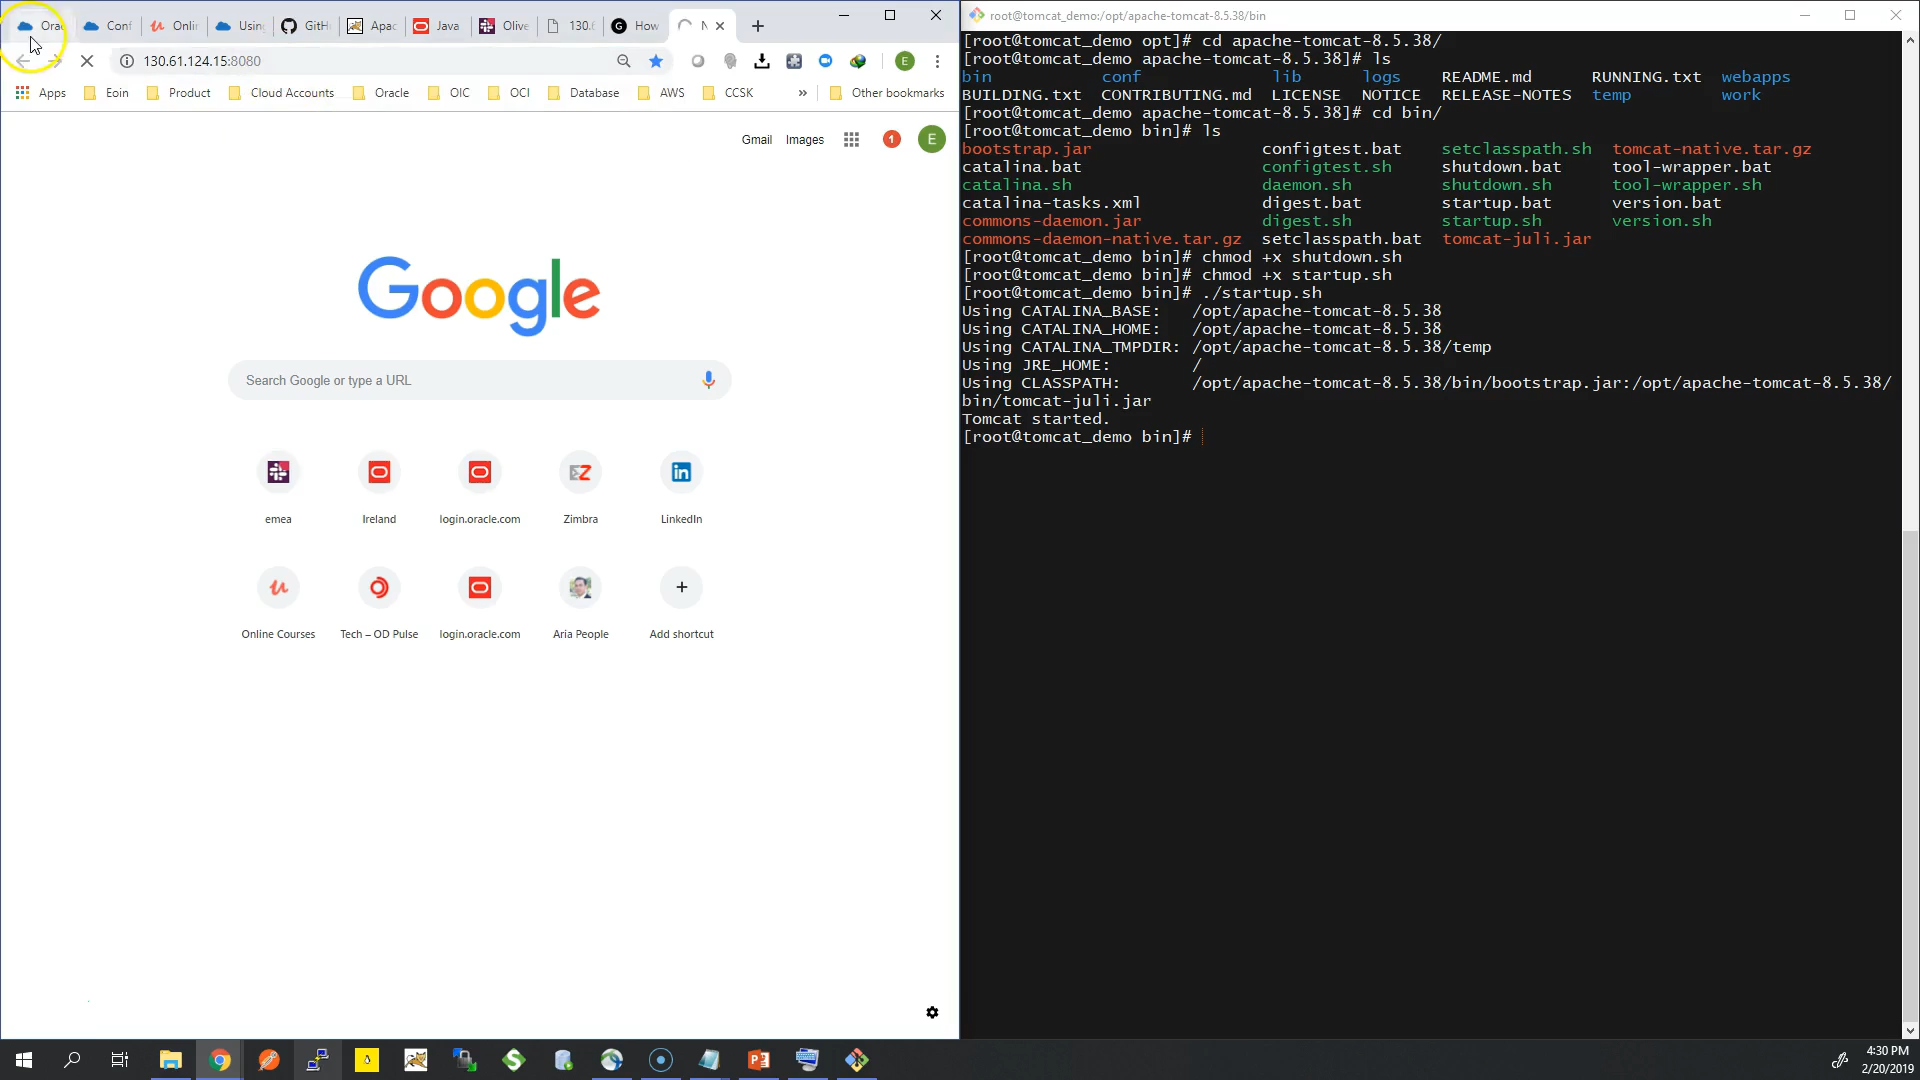 Orac Conf Onlin Using GitHu Apac Java Olive 130.6 How N
130.61.124.15:8080
E
Apps Eoin Product Cloud Accounts Oracle OIC OCI Database AWS CCSK » Other bookmarks
Gmail Images 1 E
Google
Search Google or type a URL
emea Ireland login.oracle.com Zimbra LinkedIn
Online Courses Tech – OD Pulse login.oracle.com Aria People Add shortcut
root@tomcat_demo:/opt/apache-tomcat-8.5.38/bin
[root@tomcat_demo opt]# cd apache-tomcat-8.5.38/
[root@tomcat_demo apache-tomcat-8.5.38]# ls
bin conf lib logs README.md RUNNING.txt webapps
BUILDING.txt CONTRIBUTING.md LICENSE NOTICE RELEASE-NOTES temp work
[root@tomcat_demo apache-tomcat-8.5.38]# cd bin/
[root@tomcat_demo bin]# ls
bootstrap.jar configtest.bat setclasspath.sh tomcat-native.tar.gz
catalina.bat configtest.sh shutdown.bat tool-wrapper.bat
catalina.sh daemon.sh shutdown.sh tool-wrapper.sh
catalina-tasks.xml digest.bat startup.bat version.bat
commons-daemon.jar digest.sh startup.sh version.sh
commons-daemon-native.tar.gz setclasspath.bat tomcat-juli.jar
[root@tomcat_demo bin]# chmod +x shutdown.sh
[root@tomcat_demo bin]# chmod +x startup.sh
[root@tomcat_demo bin]# ./startup.sh
Using CATALINA_BASE: /opt/apache-tomcat-8.5.38
Using CATALINA_HOME: /opt/apache-tomcat-8.5.38
Using CATALINA_TMPDIR: /opt/apache-tomcat-8.5.38/temp
Using JRE_HOME: /
Using CLASSPATH: /opt/apache-tomcat-8.5.38/bin/bootstrap.jar:/opt/apache-tomcat-8.5.38/
bin/tomcat-juli.jar
Tomcat started.
[root@tomcat_demo bin]#
4:30 PM
2/20/2019